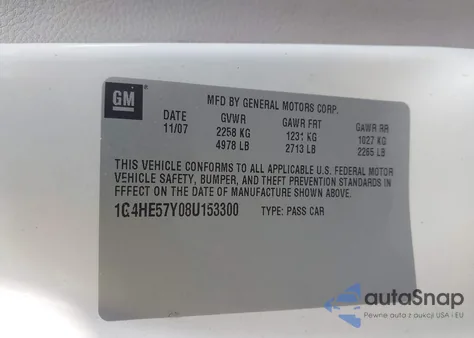 GM
MFD BY GENERAL MOTORS CORP.
DATE GVWR GAWR FRT GAWR RR
11/07 2258 KG 1231 KG 1027 KG
4978 LB 2713 LB 2265 LB
THIS VEHICLE CONFORMS TO ALL APPLICABLE U.S. FEDERAL MOTOR
VEHICLE SAFETY, BUMPER, AND THEFT PREVENTION STANDARDS IN
EFFECT ON THE DATE OF MANUFACTURE SHOWN ABOVE.
1G4HE57Y08U153300 TYPE: PASS CAR
autoSnap
Pewne auta z aukcji USA i EU